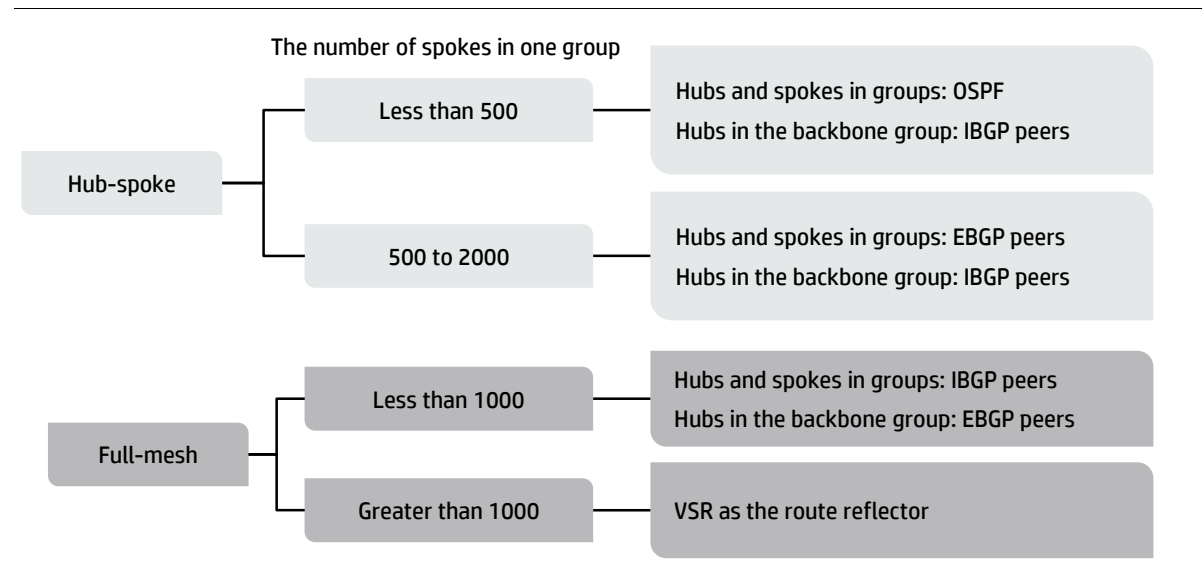 The number of spokes in one group
Hub-spoke
Less than 500
Hubs and spokes in groups: OSPF
Hubs in the backbone group: IBGP peers
500 to 2000
Hubs and spokes in groups: EBGP peers
Hubs in the backbone group: IBGP peers
Full-mesh
Less than 1000
Hubs and spokes in groups: IBGP peers
Hubs in the backbone group: EBGP peers
Greater than 1000
VSR as the route reflector